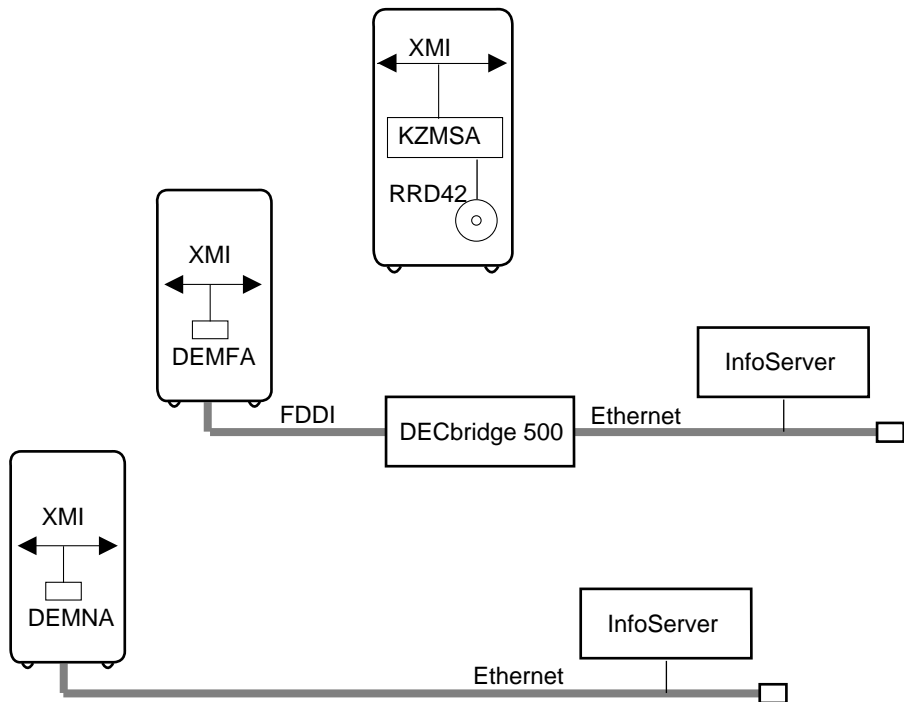 XMI
KZMSA
RRD42
XMI
DEMFA
FDDI
DECbridge 500
Ethernet
InfoServer
XMI
DEMNA
Ethernet
InfoServer